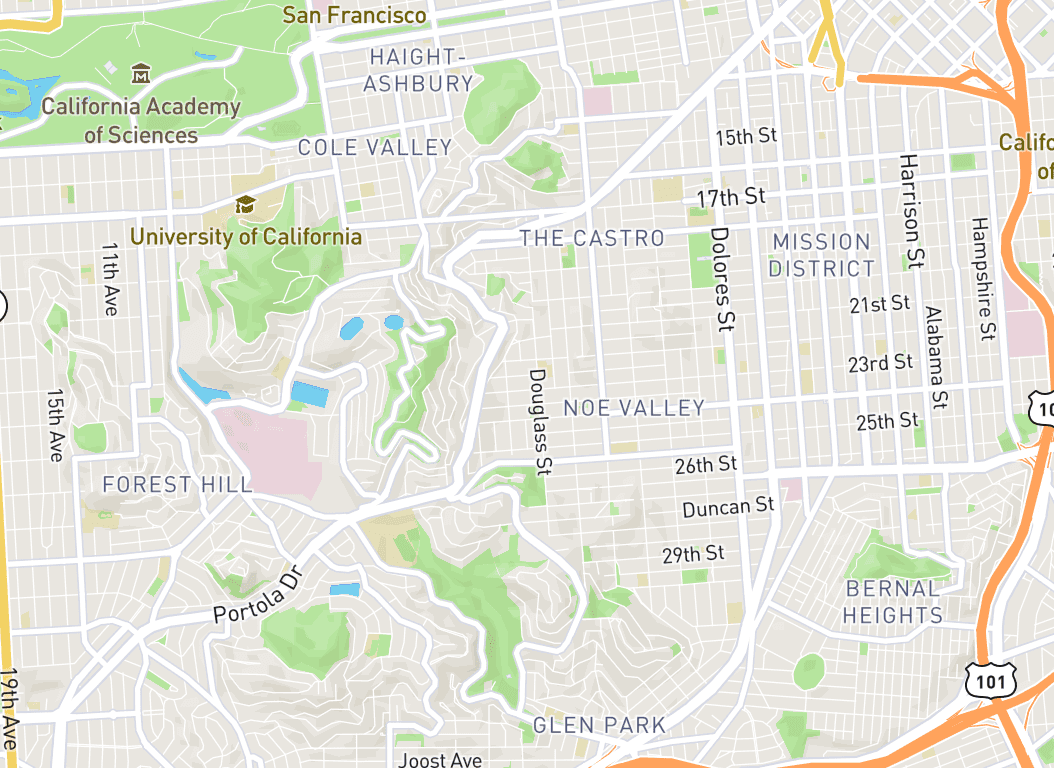 San Francisco
HAIGHT-
ASHBURY
California Academy
of Sciences
15th St
Califo
of
COLE VALLEY
Harrison St
17th St
University of California
THE CASTRO
MISSION
DISTRICT
11th Ave
Dolores St
Hampshire St
21st St
Alabama St
23rd St
15th Ave
Douglass St
NOE VALLEY
10
25th St
26th St
FOREST HILL
Duncan St
29th St
Portola Dr
BERNAL
HEIGHTS
101
19th Ave
GLEN PARK
Joost Ave